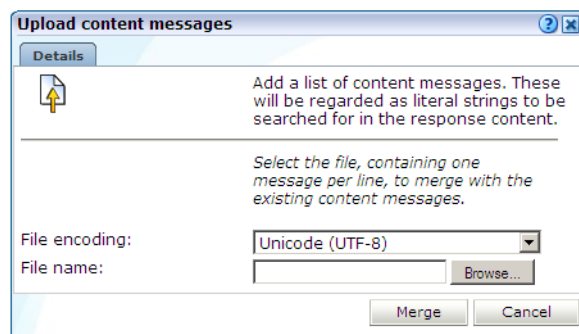 Upload content messages
Details
Add a list of content messages. These
will be regarded as literal strings to be
searched for in the response content.
Select the file, containing one
message per line, to merge with the
existing content messages.
File encoding: Unicode (UTF-8)
File name: Browse...
Merge Cancel